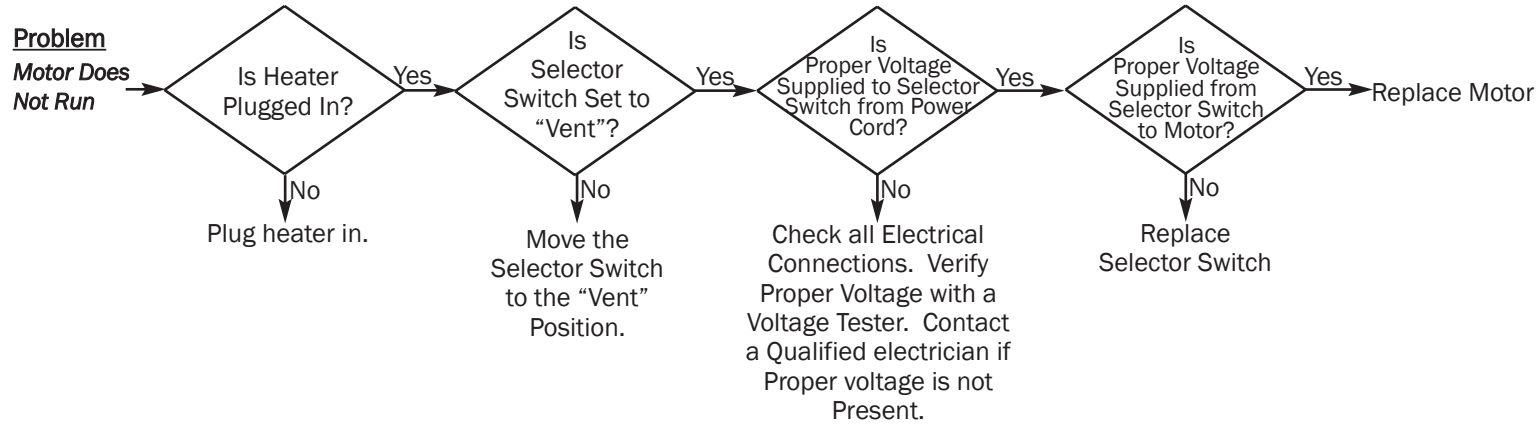 Problem
Motor Does
Not Run
Is Heater
Plugged In?
Yes
No
Plug heater in.
Is
Selector
Switch Set to
“Vent”?
Yes
No
Move the
Selector Switch
to the “Vent”
Position.
Is
Proper Voltage
Supplied to Selector
Switch from Power
Cord?
Yes
No
Check all Electrical
Connections.  Verify
Proper Voltage with a
Voltage Tester.  Contact
a Qualified electrician if
Proper voltage is not
Present.
Is
Proper Voltage
Supplied from
Selector Switch
to Motor?
Yes
No
Replace
Selector Switch
Replace Motor